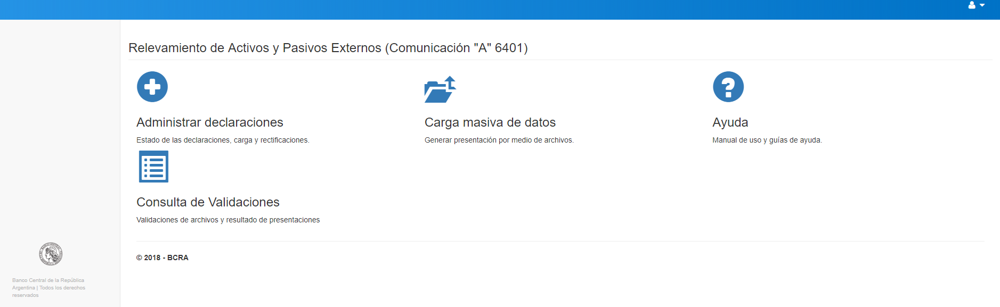 Relevamiento de Activos y Pasivos Externos (Comunicación "A" 6401)
Administrar declaraciones
Estado de las declaraciones, carga y rectificaciones.
Carga masiva de datos
Generar presentación por medio de archivos.
Ayuda
Manual de uso y guías de ayuda.
Consulta de Validaciones
Validaciones de archivos y resultado de presentaciones
© 2018 - BCRA
Banco Central de la República
Argentina | Todos los derechos
reservados